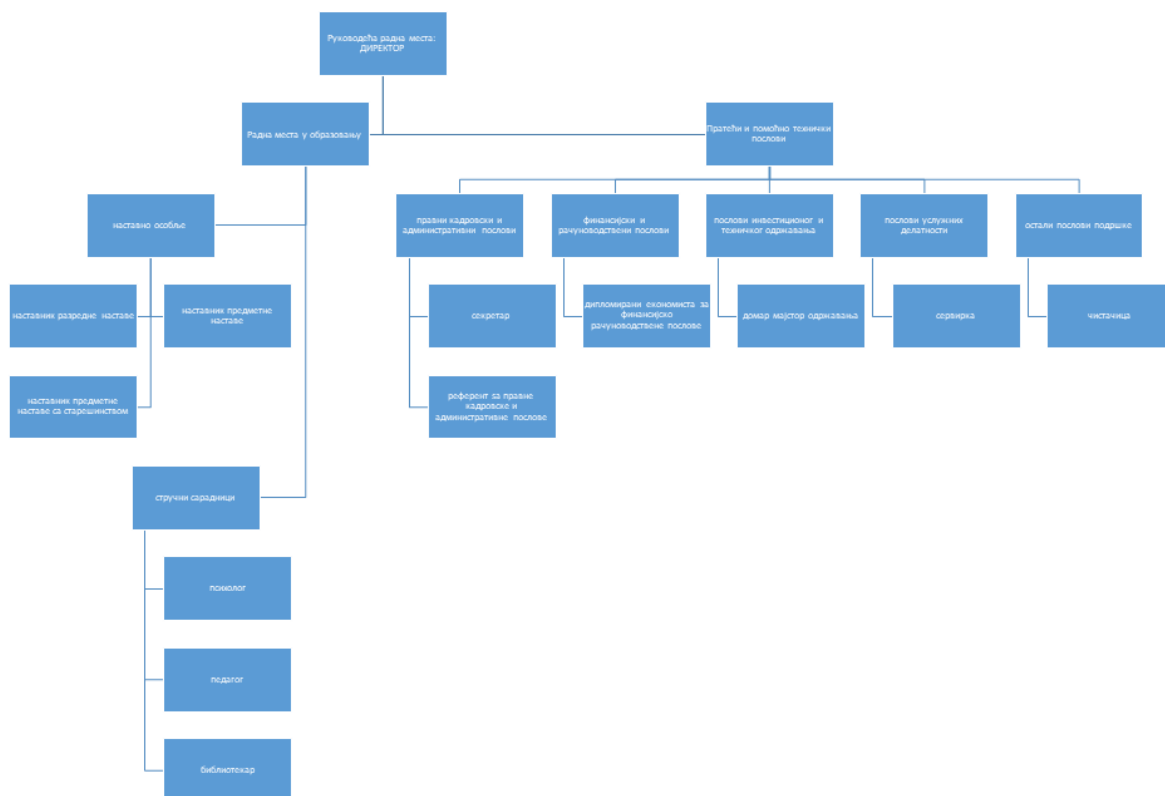 Руководећа радна места:
ДИРЕКТОР
Радна места у образовању
Пратећи и помоћно технички
послови
наставно особље
правни кадровски и
административни послови
финансијски и
рачуноводствени послови
послови инвестиционог и
техничког одржавања
послови услужних
делатности
остали послови подршке
наставник разредне наставе
наставник предметне
наставе
секретар
дипломирани економиста за
финансијско
рачуноводствене послове
домар мајстор одржавања
сервирка
чистачица
наставник предметне
наставе са старешинством
референт за правне
кадровске и
административне послове
стручни сарадници
психолог
педагог
библиотекар